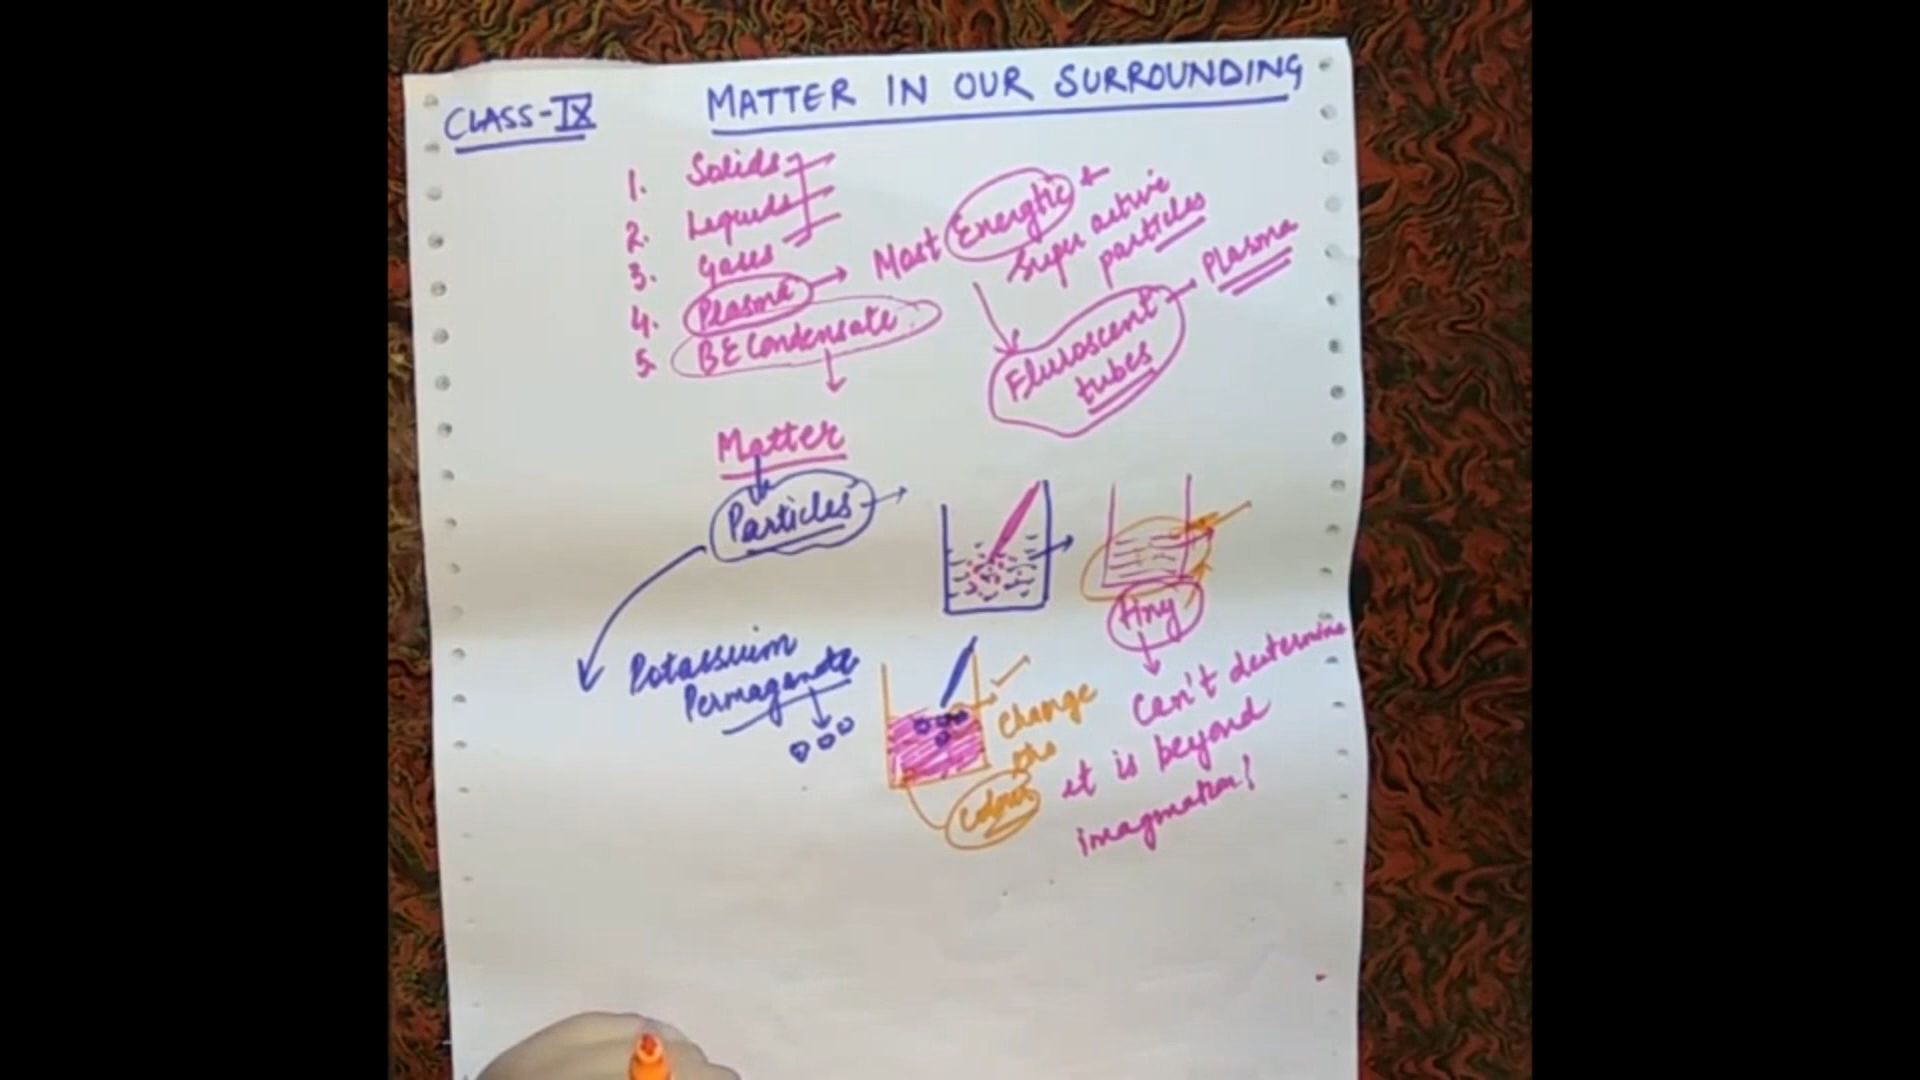 CLASS-IX
MATTER IN OUR SURROUNDING
1. Solids
2. Liquids
3. Gases
4. Plasma
5. BE Condensate
Most Energtic +
super active
particles
Fluroscent
tubes
Plasma
Matter
Particles
tiny
Can't determine
it is beyond
imagination!
Potassium
Permaganate
Change
the
colour